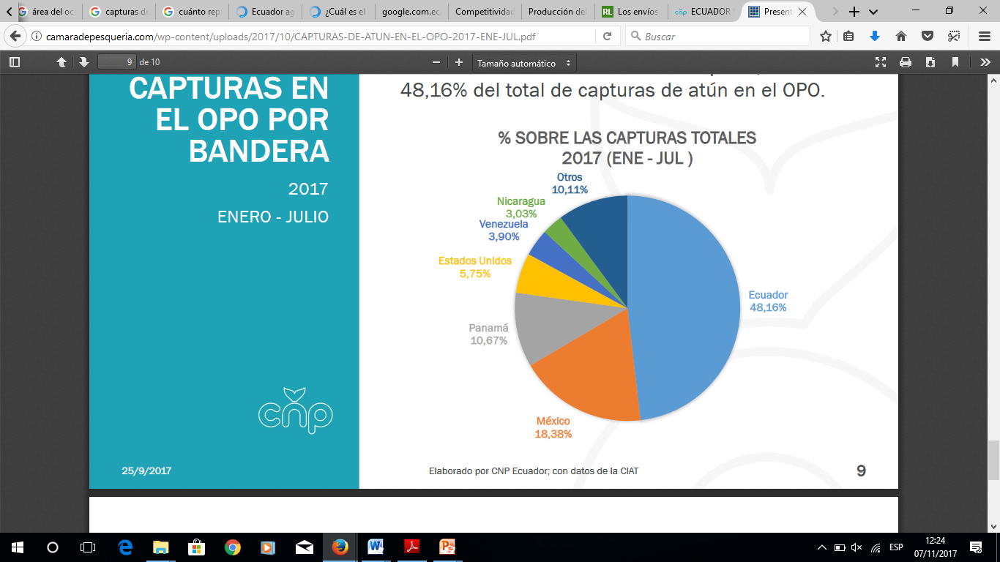 área del oc
capturas de
cuánto rep
Ecuador ag
¿Cuál es el
google.com.ec
Competitividad
Producción del
RL Los envíos
cnp ECUADOR
Present
camaradepesqueria.com/wp-content/uploads/2017/10/CAPTURAS-DE-ATUN-EN-EL-OPO-2017-ENE-JUL.pdf
Buscar
9 de 10
Tamaño automático
CAPTURAS EN
EL OPO POR
BANDERA
2017
ENERO - JULIO
cnp
25/9/2017
48,16% del total de capturas de atún en el OPO.
% SOBRE LAS CAPTURAS TOTALES
2017 (ENE - JUL )
Otros
10,11%
Nicaragua
3,03%
Venezuela
3,90%
Estados Unidos
5,75%
Ecuador
48,16%
Panamá
10,67%
México
18,38%
Elaborado por CNP Ecuador; con datos de la CIAT
9
ESP
12:24
07/11/2017